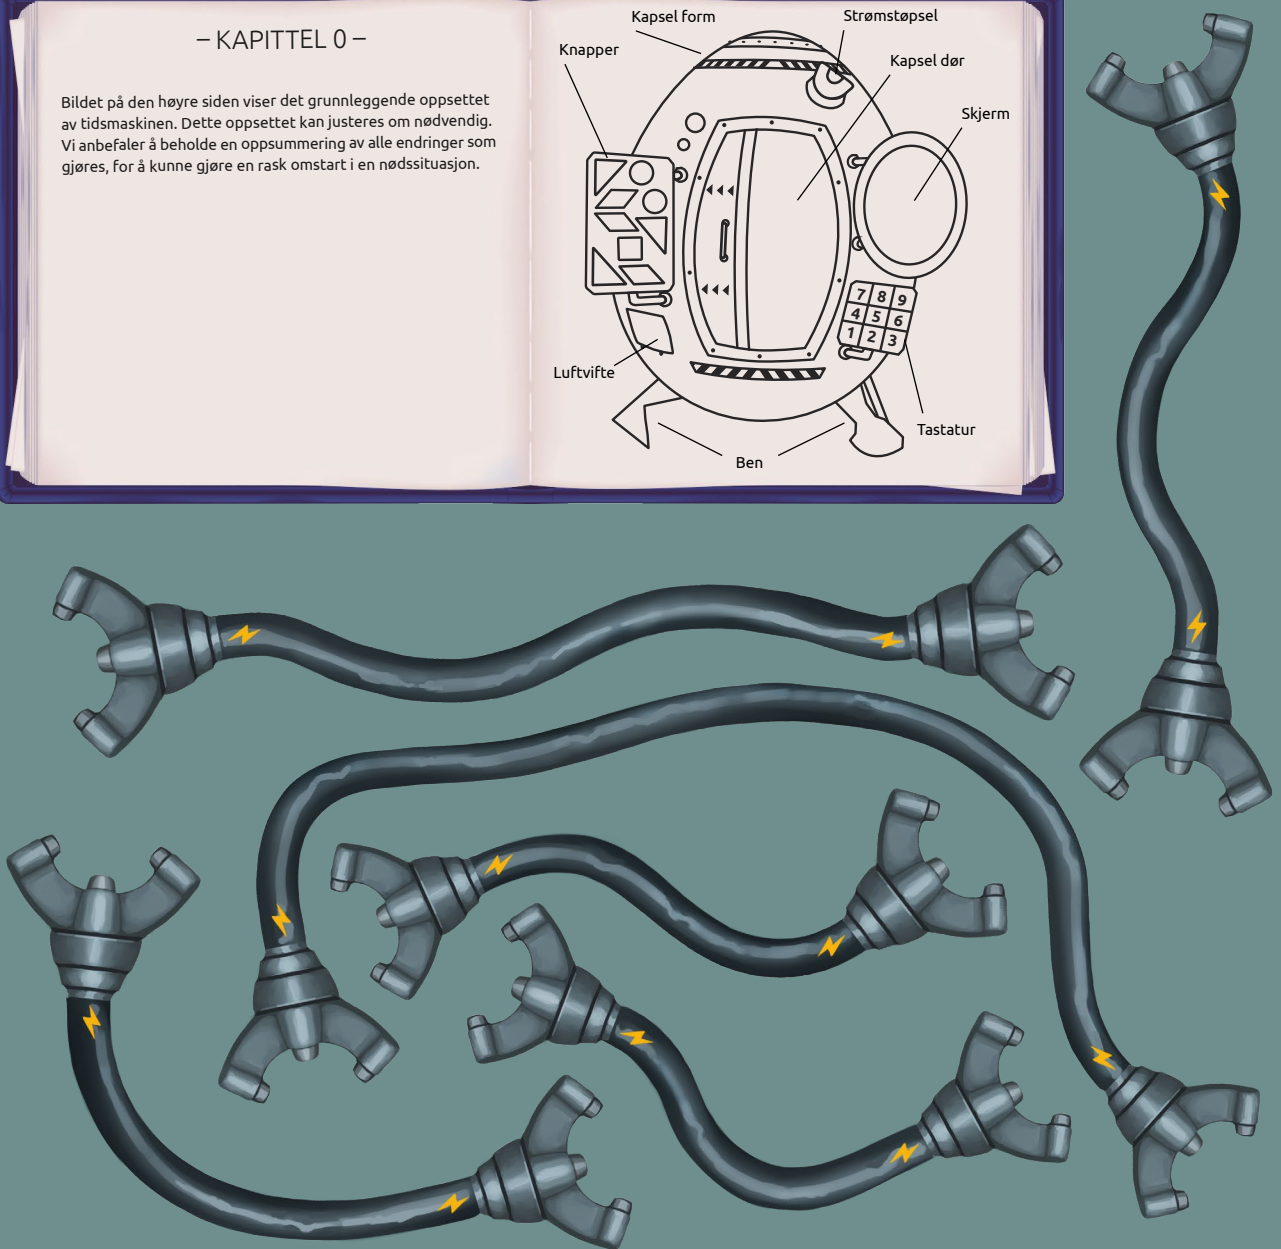 – KAPITTEL 0 –
Bildet på den høyre siden viser det grunnleggende oppsettet
av tidsmaskinen. Dette oppsettet kan justeres om nødvendig.
Vi anbefaler å beholde en oppsummering av alle endringer som
gjøres, for å kunne gjøre en rask omstart i en nødssituasjon.
Kapsel form
Strømstøpsel
Knapper
Kapsel dør
Skjerm
7 8 9
4 5 6
1 2 3
Luftvifte
Tastatur
Ben